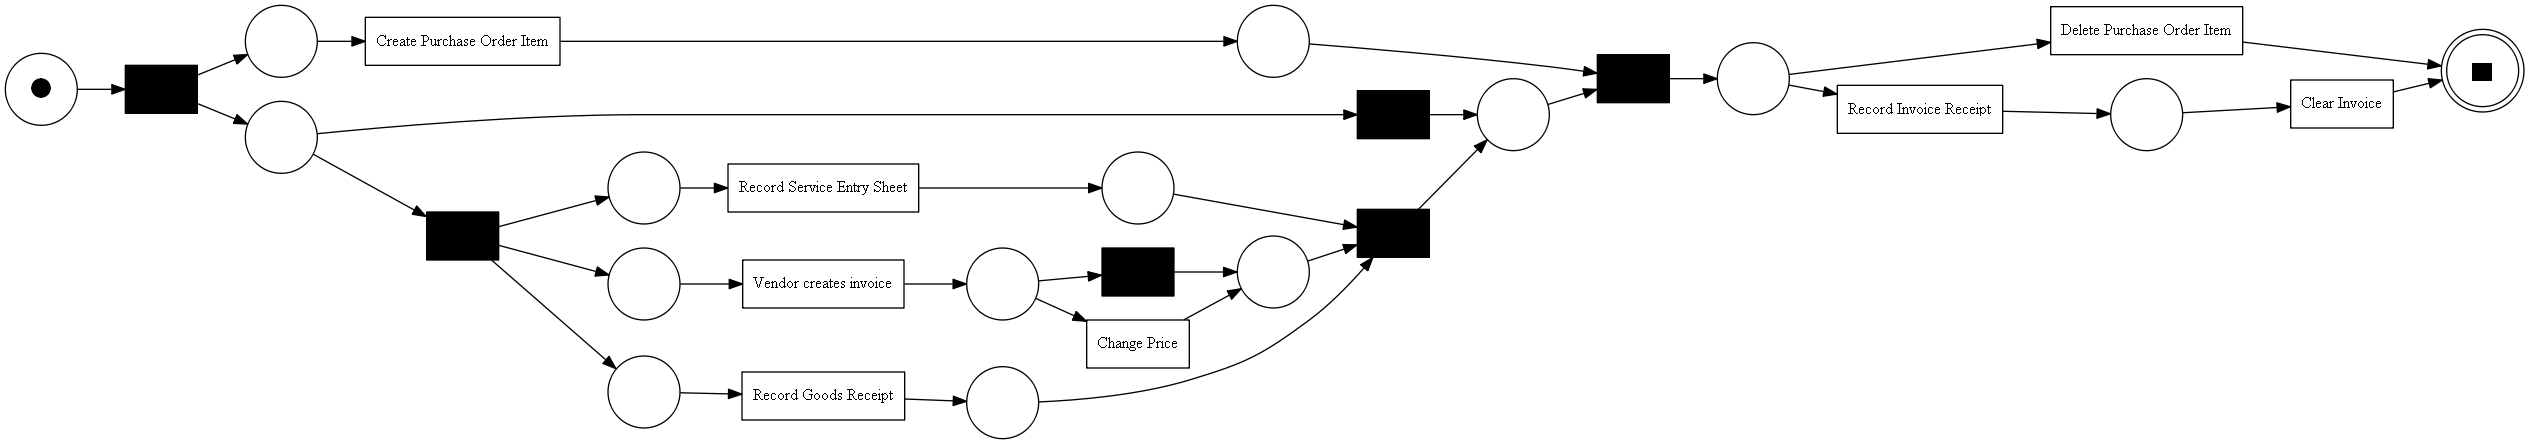 Create Purchase Order Item
Delete Purchase Order Item
Record Invoice Receipt
Clear Invoice
Record Service Entry Sheet
Vendor creates invoice
Change Price
Record Goods Receipt